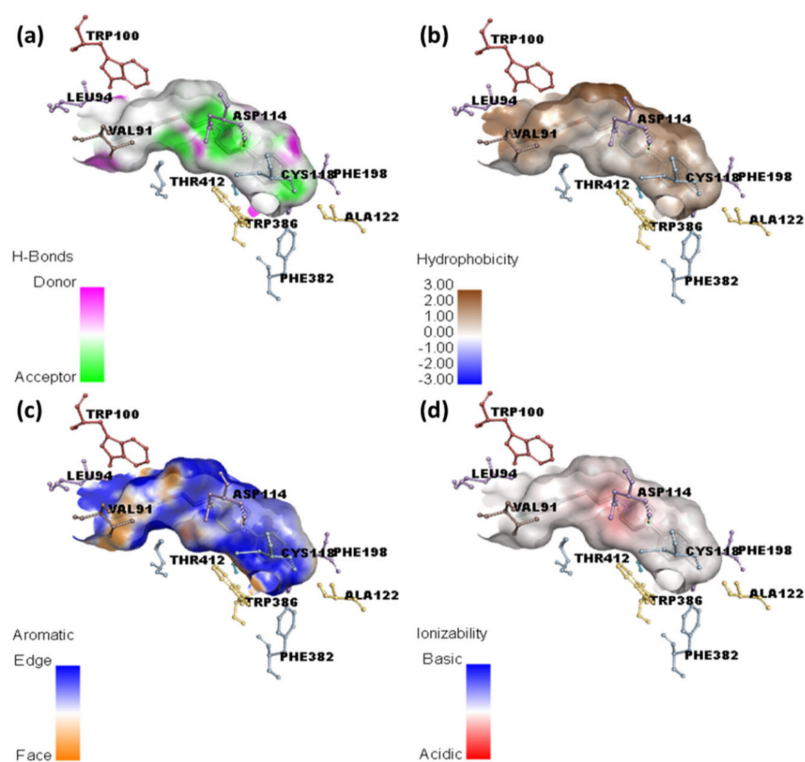 (a)
TRP100
LEU94
VAL91
ASP114
THR412
CYS118
PHE198
TRP386
ALA122
PHE382
H-Bonds
Donor
Acceptor
(b)
TRP100
LEU94
VAL91
ASP114
THR412
CYS118
PHE198
TRP386
ALA122
PHE382
Hydrophobicity
3.00
2.00
1.00
0.00
-1.00
-2.00
-3.00
(c)
TRP100
LEU94
VAL91
ASP114
THR412
CYS118
PHE198
TRP386
ALA122
PHE382
Aromatic
Edge
Face
(d)
TRP100
LEU94
VAL91
ASP114
THR412
CYS118
PHE198
TRP386
ALA122
PHE382
Ionizability
Basic
Acidic